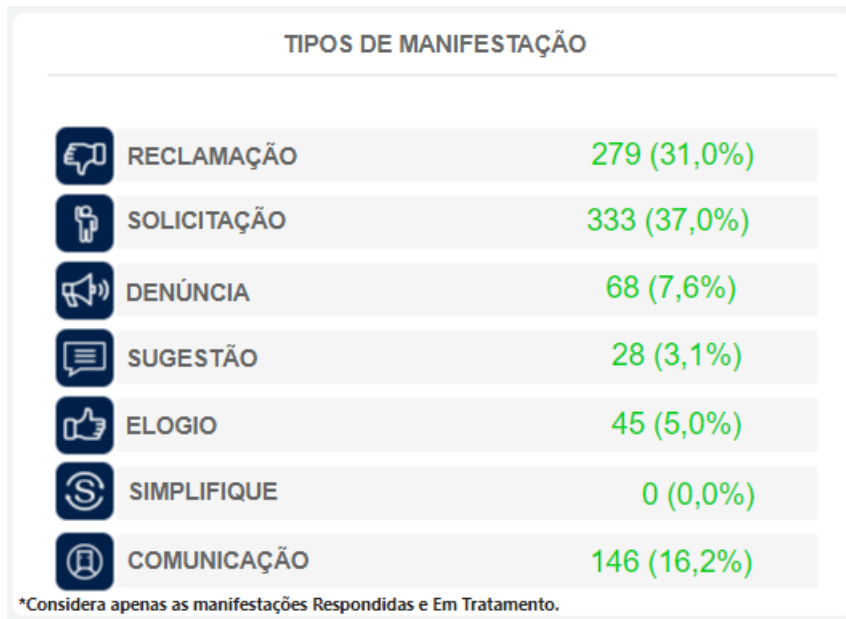 TIPOS DE MANIFESTAÇÃO
RECLAMAÇÃO 279 (31,0%)
SOLICITAÇÃO 333 (37,0%)
DENÚNCIA 68 (7,6%)
SUGESTÃO 28 (3,1%)
ELOGIO 45 (5,0%)
SIMPLIFIQUE 0 (0,0%)
COMUNICAÇÃO 146 (16,2%)
*Considera apenas as manifestações Respondidas e Em Tratamento.